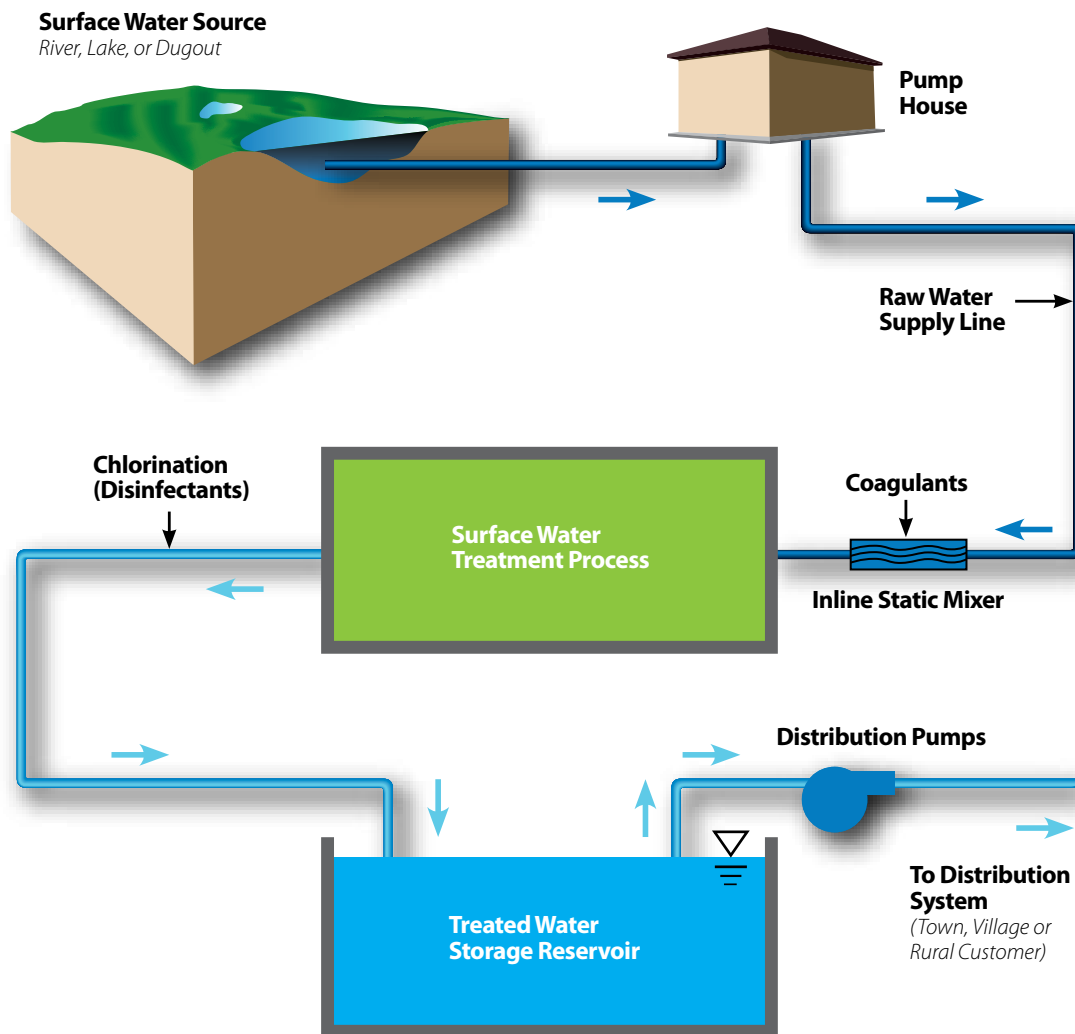 Surface Water Source
River, Lake, or Dugout
Pump
House
Raw Water
Supply Line
Chlorination
(Disinfectants)
Surface Water
Treatment Process
Coagulants
Inline Static Mixer
Distribution Pumps
Treated Water
Storage Reservoir
To Distribution
System
(Town, Village or
Rural Customer)